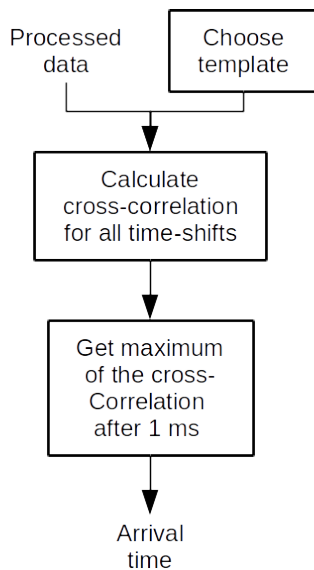 Processed
data
Choose
template
Calculate
cross-correlation
for all time-shifts
Get maximum
of the cross-
Correlation
after 1 ms
Arrival
time